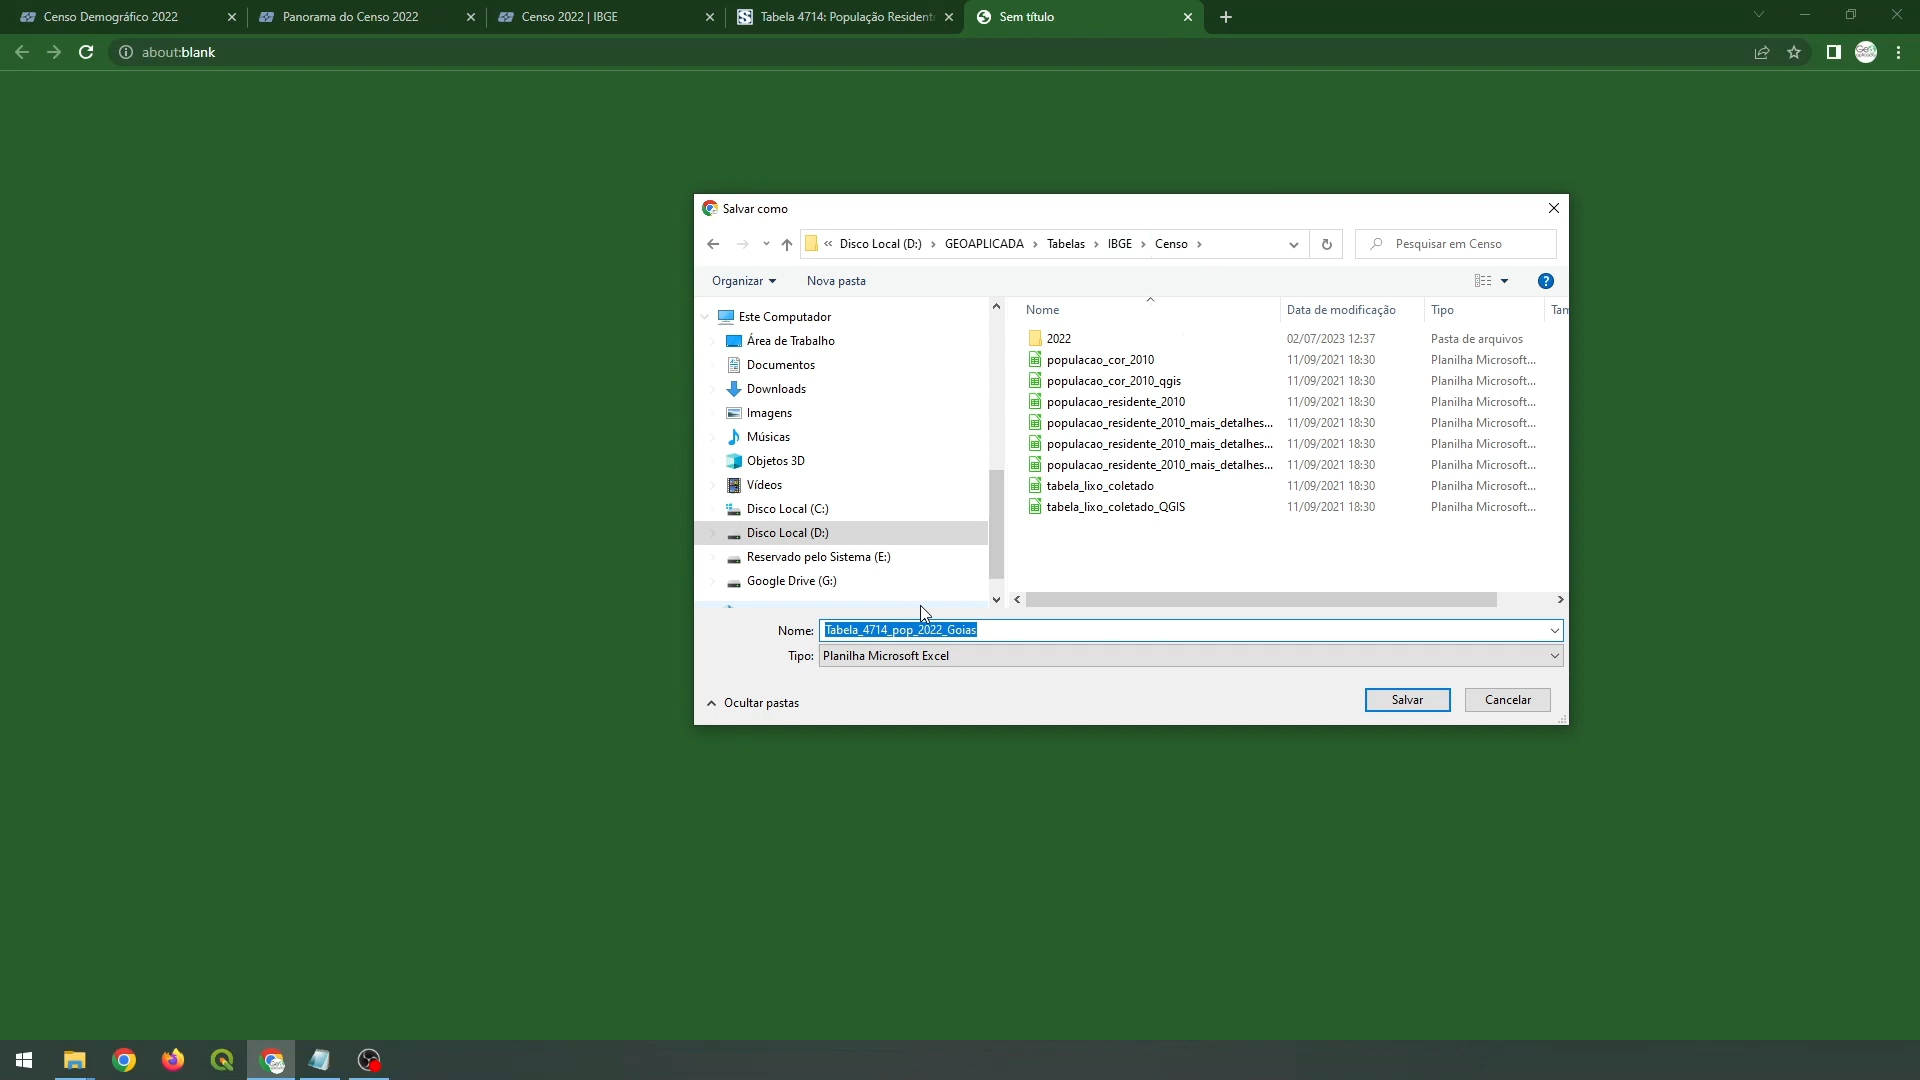 Censo Demográfico 2022
Panorama do Censo 2022
Censo 2022 | IBGE
Tabela 4714: População Resident
Sem título
about:blank
Salvar como
« Disco Local (D:) › GEOAPLICADA › Tabelas › IBGE › Censo ›
Pesquisar em Censo
Organizar
Nova pasta
Este Computador
Área de Trabalho
Documentos
Downloads
Imagens
Músicas
Objetos 3D
Vídeos
Disco Local (C:)
Disco Local (D:)
Reservado pelo Sistema (E:)
Google Drive (G:)
Nome Data de modificação Tipo Tam
2022 02/07/2023 12:37 Pasta de arquivos
populacao_cor_2010 11/09/2021 18:30 Planilha Microsoft...
populacao_cor_2010_qgis 11/09/2021 18:30 Planilha Microsoft...
populacao_residente_2010 11/09/2021 18:30 Planilha Microsoft...
populacao_residente_2010_mais_detalhes... 11/09/2021 18:30 Planilha Microsoft...
populacao_residente_2010_mais_detalhes... 11/09/2021 18:30 Planilha Microsoft...
populacao_residente_2010_mais_detalhes... 11/09/2021 18:30 Planilha Microsoft...
tabela_lixo_coletado 11/09/2021 18:30 Planilha Microsoft...
tabela_lixo_coletado_QGIS 11/09/2021 18:30 Planilha Microsoft...
Nome: Tabela_4714_pop_2022_Goias
Tipo: Planilha Microsoft Excel
Ocultar pastas
Salvar
Cancelar